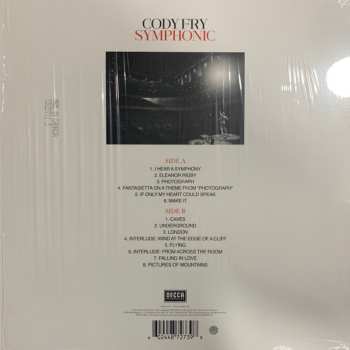 CODY FRY
SYMPHONIC
SIDE A
1. I HEAR A SYMPHONY
2. ELEANOR RIGBY
3. PHOTOGRAPH
4. FANTASIETTA ON A THEME FROM "PHOTOGRAPH"
5. IF ONLY MY HEART COULD SPEAK
6. MAKE IT
SIDE B
1. CAVES
2. UNDERGROUND
3. LONDON
4. INTERLUDE: WIND AT THE EDGE OF A CLIFF
5. FLYING
6. INTERLUDE: FROM ACROSS THE ROOM
7. FALLING IN LOVE
8. PICTURES OF MOUNTAINS
DECCA